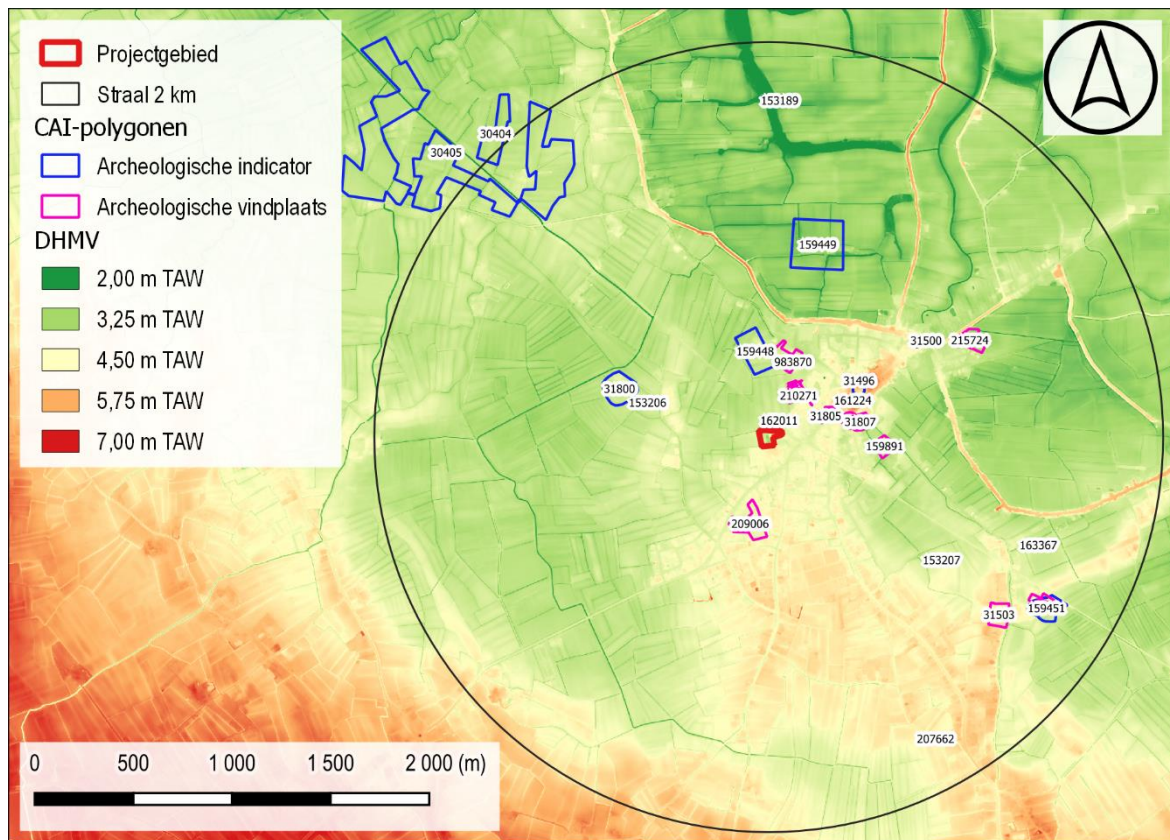 Projectgebied
Straal 2 km
CAI-polygonen
Archeologische indicator
Archeologische vindplaats
DHMV
2,00 m TAW
3,25 m TAW
4,50 m TAW
5,75 m TAW
7,00 m TAW
153189
30404
30405
159449
31500
215724
159448
983870
31800
153206
31496
210271
161224
31805
31807
162011
159891
209006
163367
153207
159451
31503
207662
0 500 1 000 1 500 2 000 (m)